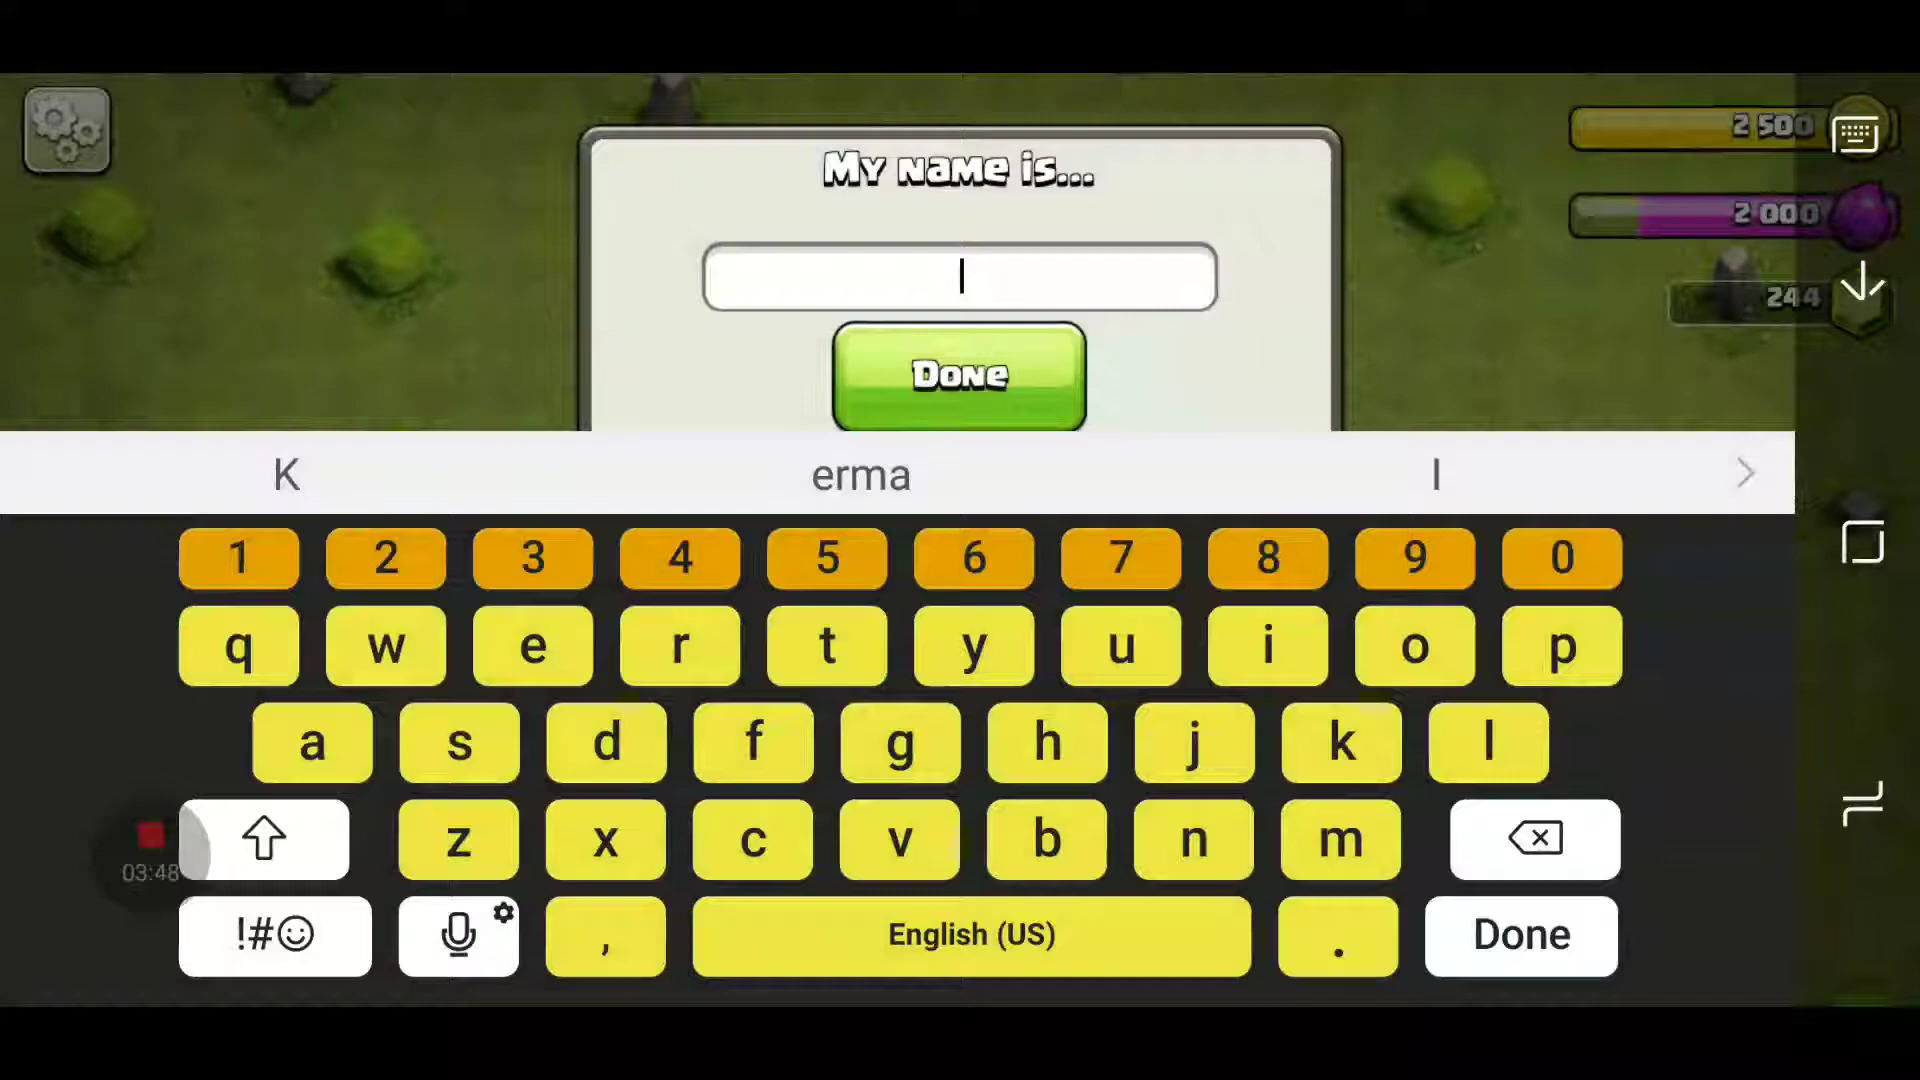 2 500
My name is...
2 000
244
Done
K erma I
1 2 3 4 5 6 7 8 9 0
q w e r t y u i o p
a s d f g h j k l
z x c v b n m
03:48
!#☺ , English (US) . Done